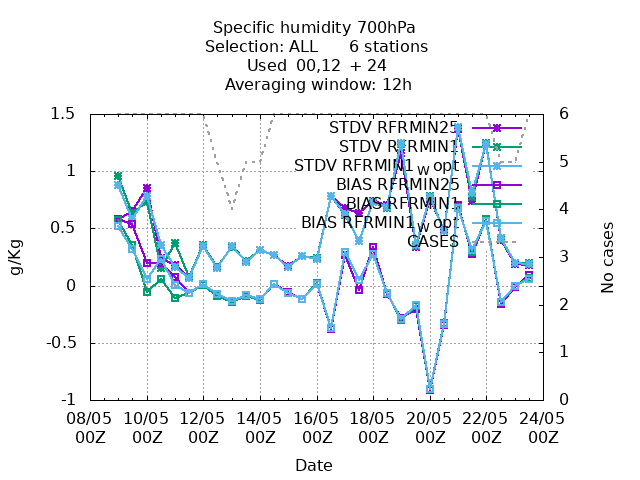 Specific humidity 700hPa
Selection: ALL 6 stations
Used 00,12 + 24
Averaging window: 12h
1.5
1
0.5
0
-0.5
-1
g/Kg
6
5
4
3
2
1
0
No cases
STDV RFRMIN25
STDV RFRMIN1
STDV RFRMIN1_W opt
BIAS RFRMIN25
BIAS RFRMIN1
BIAS RFRMIN1_W opt
CASES
08/05 10/05 12/05 14/05 16/05 18/05 20/05 22/05 24/05
00Z 00Z 00Z 00Z 00Z 00Z 00Z 00Z 00Z
Date